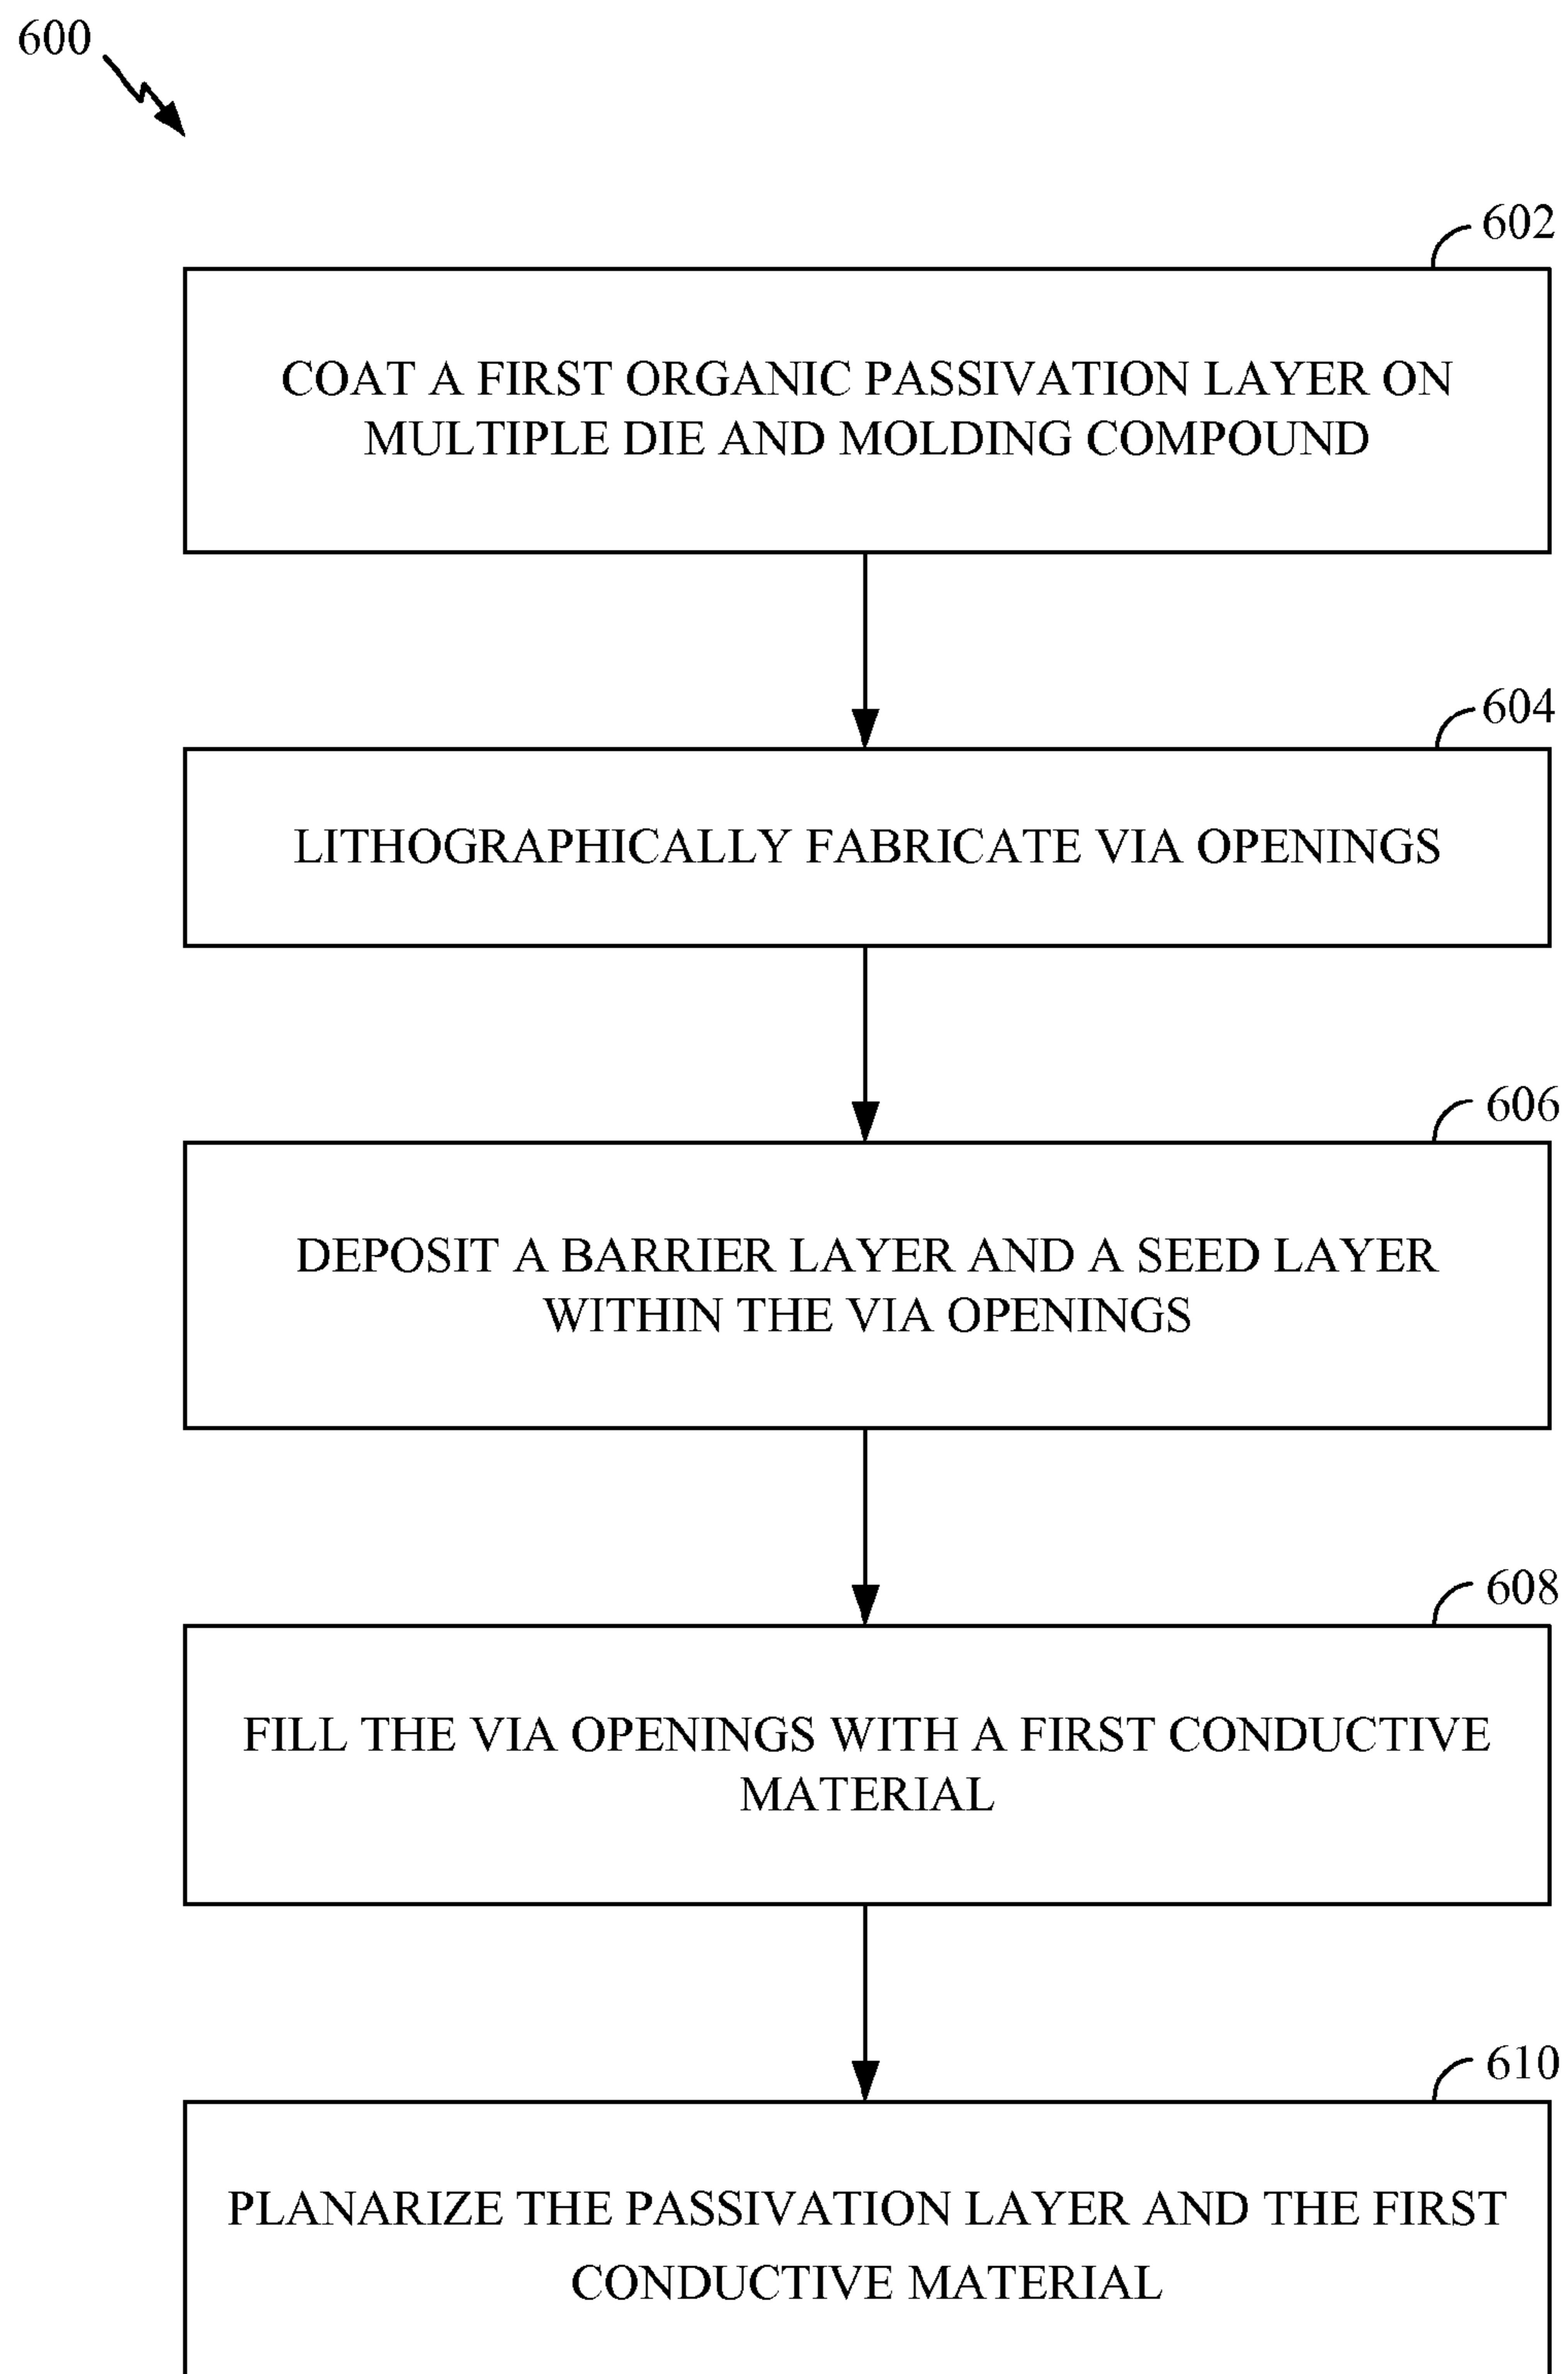 600
602
COAT A FIRST ORGANIC PASSIVATION LAYER ON
MULTIPLE DIE AND MOLDING COMPOUND
604
LITHOGRAPHICALLY FABRICATE VIA OPENINGS
606
DEPOSIT A BARRIER LAYER AND A SEED LAYER
WITHIN THE VIA OPENINGS
608
FILL THE VIA OPENINGS WITH A FIRST CONDUCTIVE
MATERIAL
610
PLANARIZE THE PASSIVATION LAYER AND THE FIRST
CONDUCTIVE MATERIAL